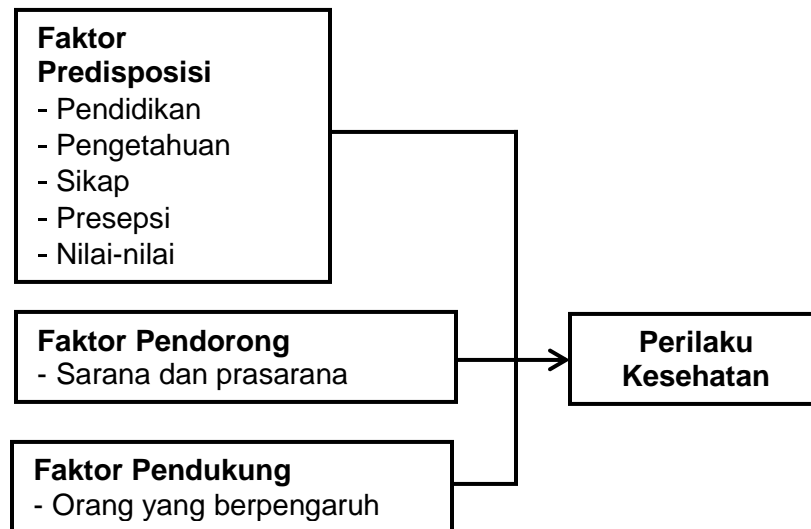 Faktor
Predisposisi
- Pendidikan
- Pengetahuan
- Sikap
- Presepsi
- Nilai-nilai
Faktor Pendorong
- Sarana dan prasarana
Perilaku
Kesehatan
Faktor Pendukung
- Orang yang berpengaruh